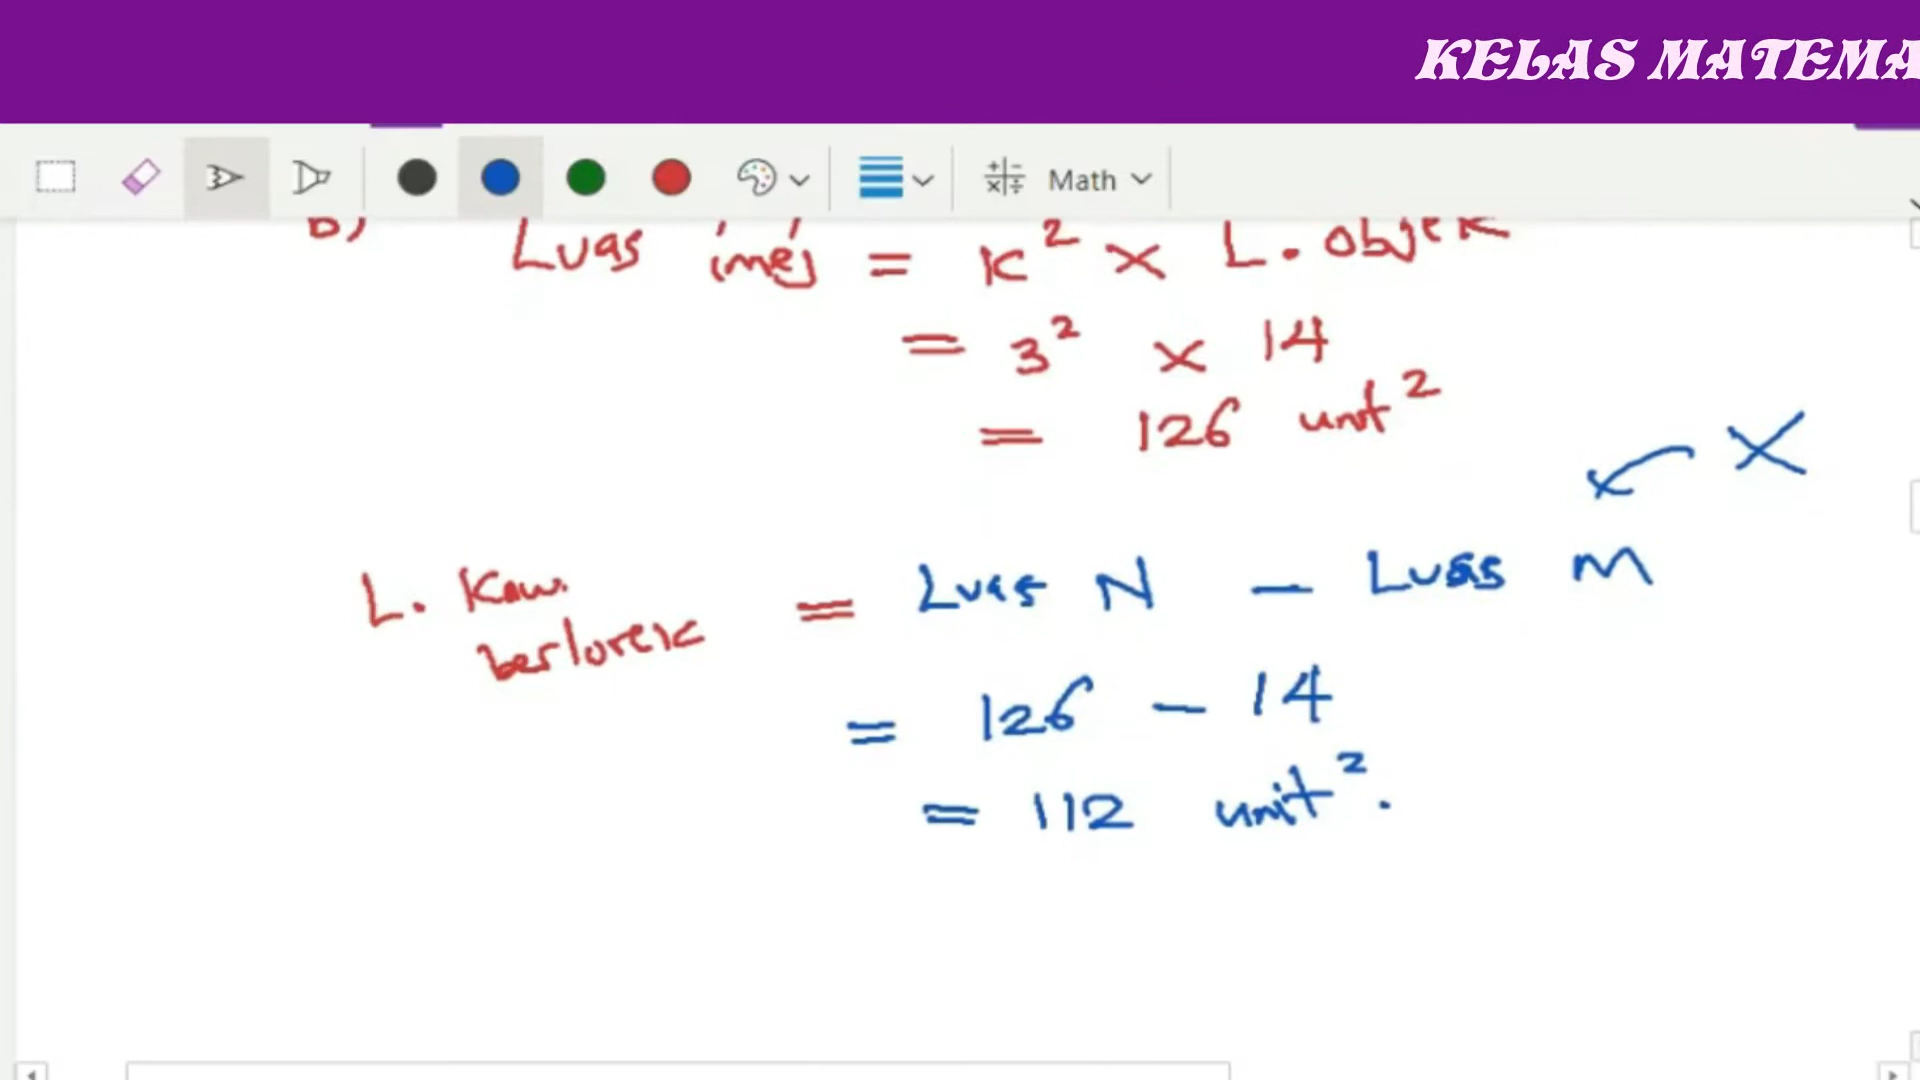 KELAS MATEMA
Math
b) Luas imej = k² × L. objek
= 3² × 14
= 126 unit²
X
L. Kaw. berlorek = Luas N – Luas M
= 126 – 14
= 112 unit².